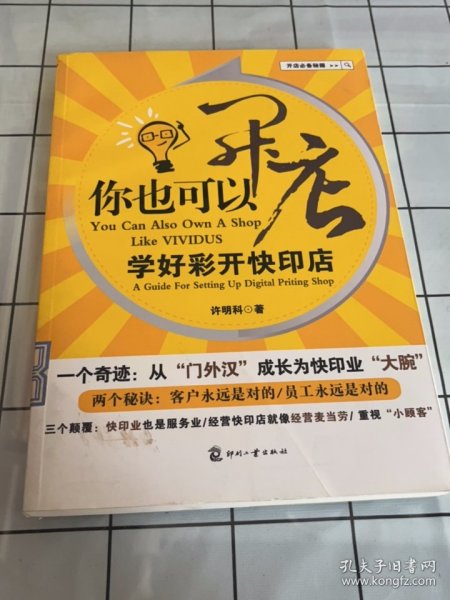 开店必备秘籍
你也可以开店
You Can Also Own A Shop
Like VIVIDUS
学好彩开快印店
A Guide For Setting Up Digital Priting Shop
许明科⊙著
一个奇迹：从“门外汉”成长为快印业“大腕”
两个秘诀：客户永远是对的/员工永远是对的
三个颠覆：快印业也是服务业/经营快印店就像经营麦当劳/重视“小顾客”
印刷工业出版社
孔夫子旧书网
www.kongfz.com